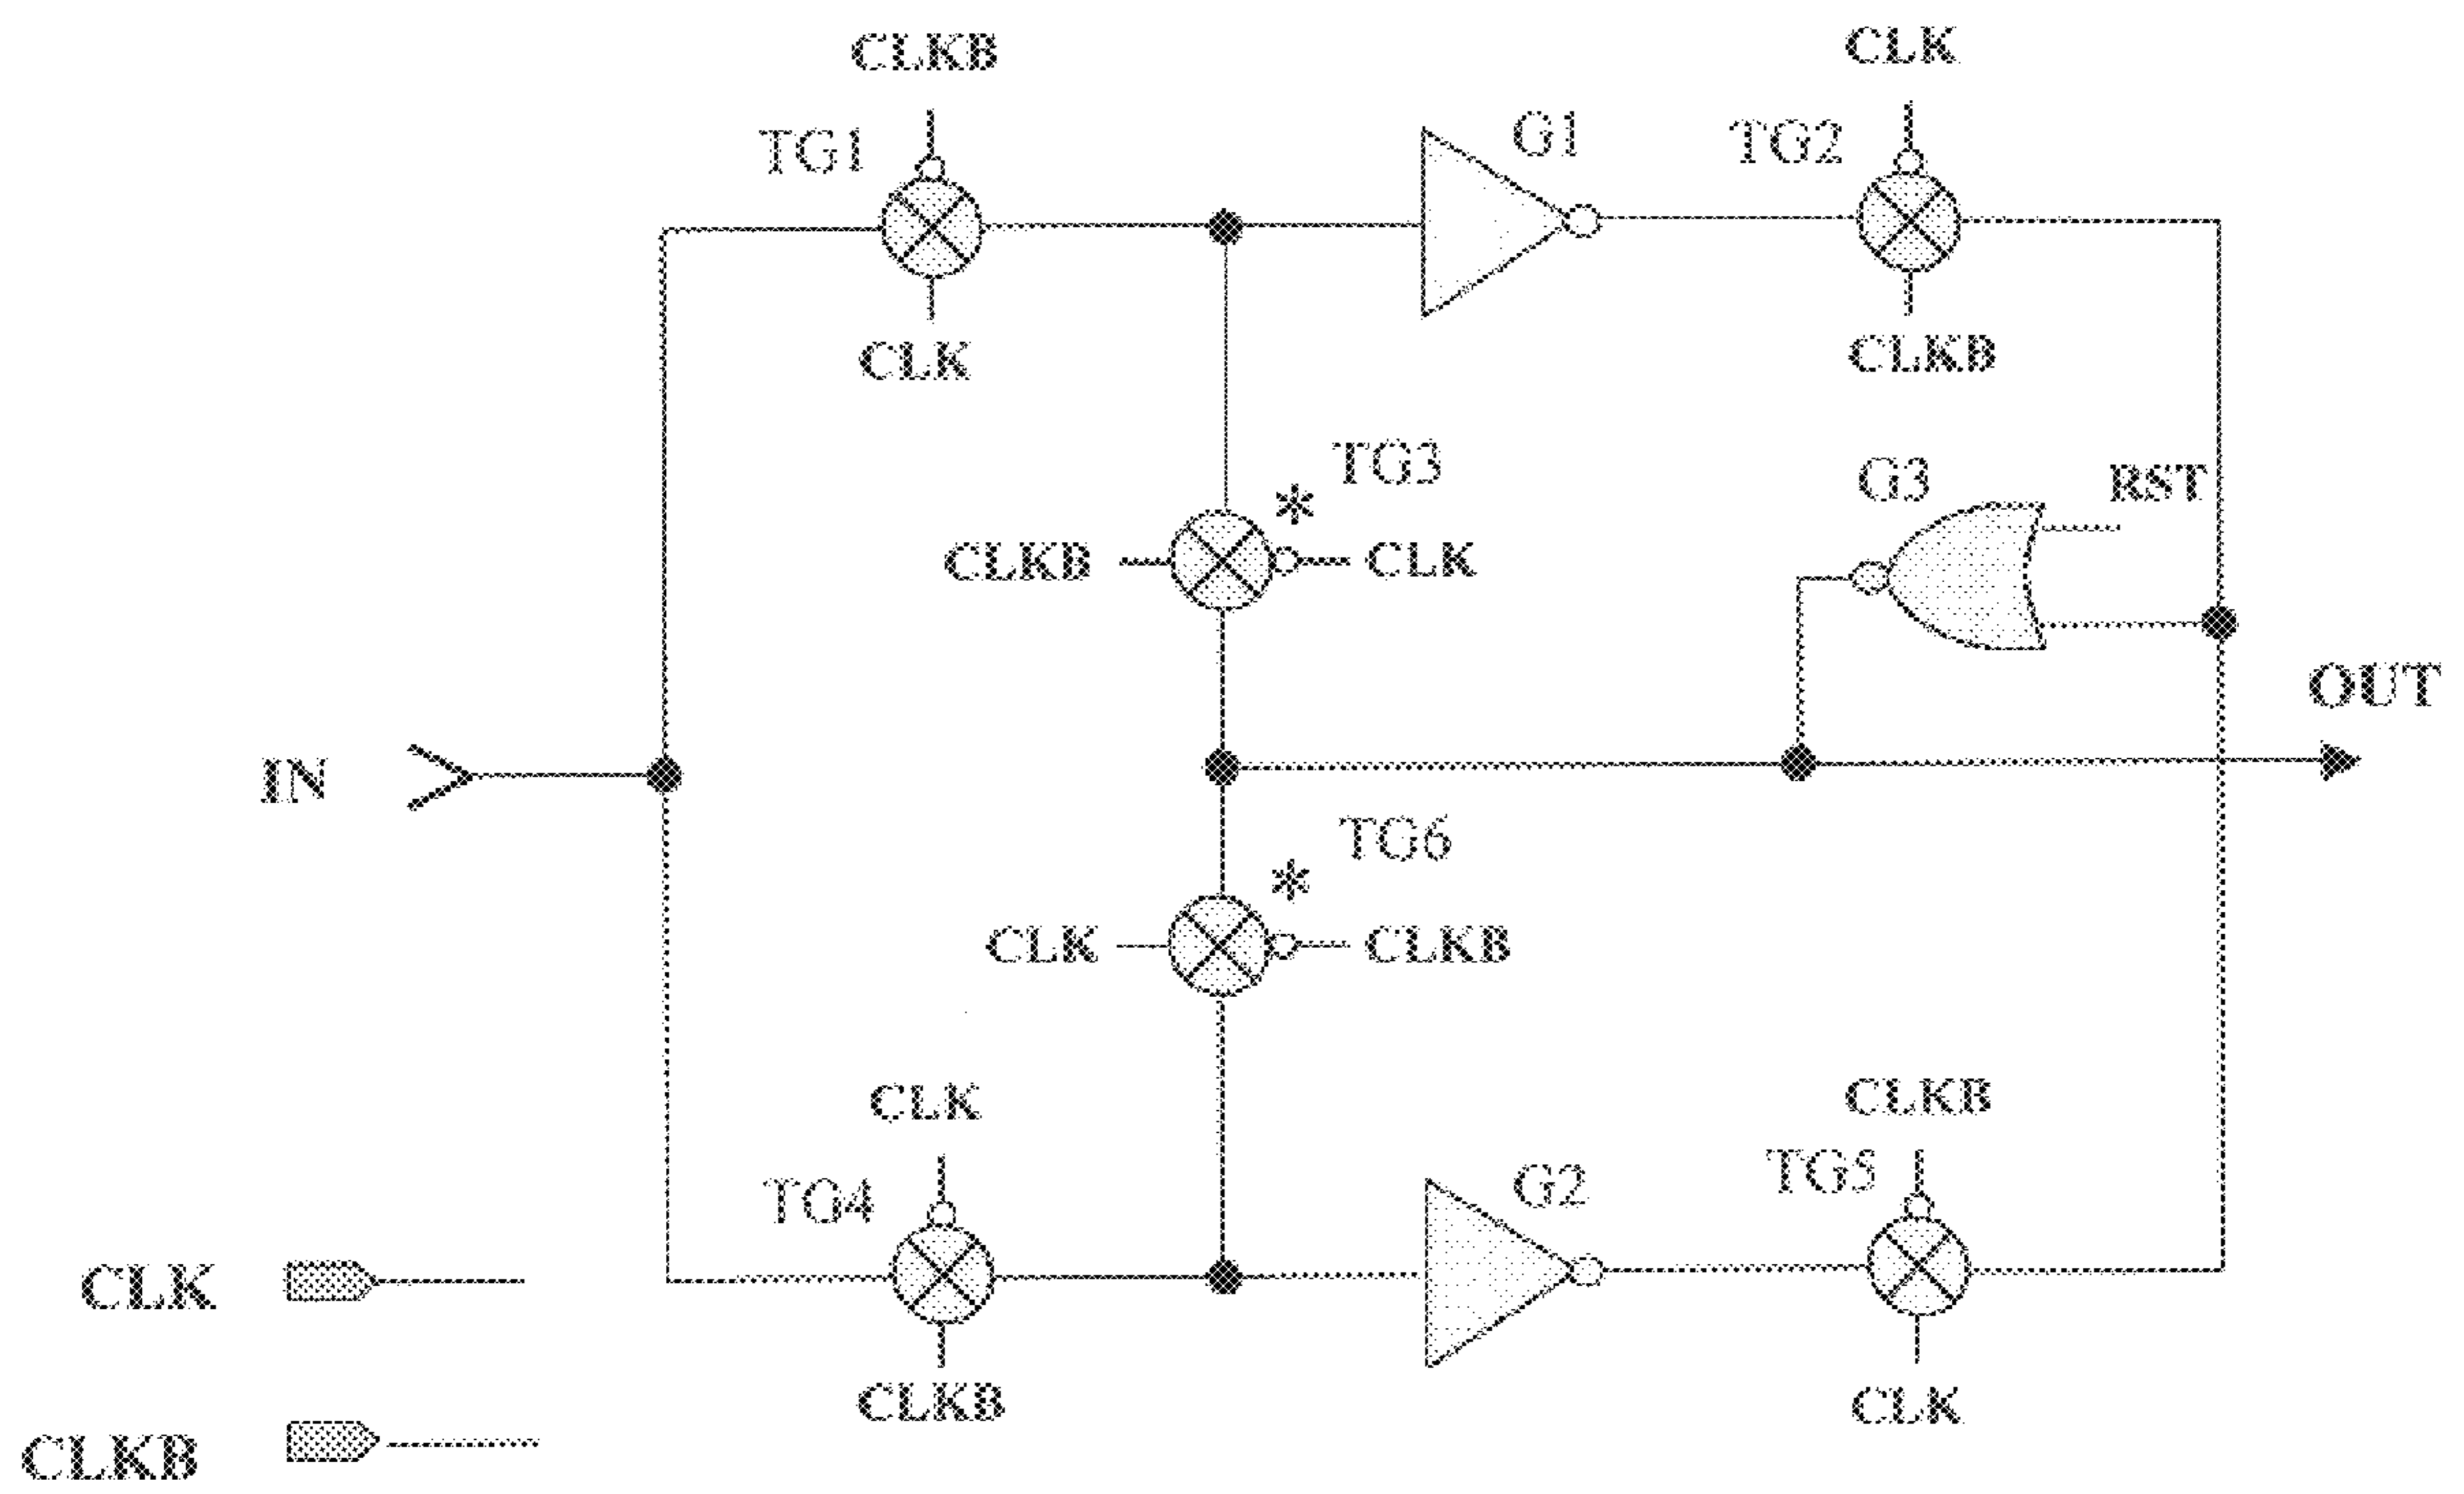 CLKB
CLK
TG1
G1
TG2
CLK
CLKB
TG3
*
CLKB
CLK
G3
RST
OUT
IN
TG6
*
CLK
CLKB
CLK
CLKB
TG4
G2
TG5
CLK
CLKB
CLK
CLKB